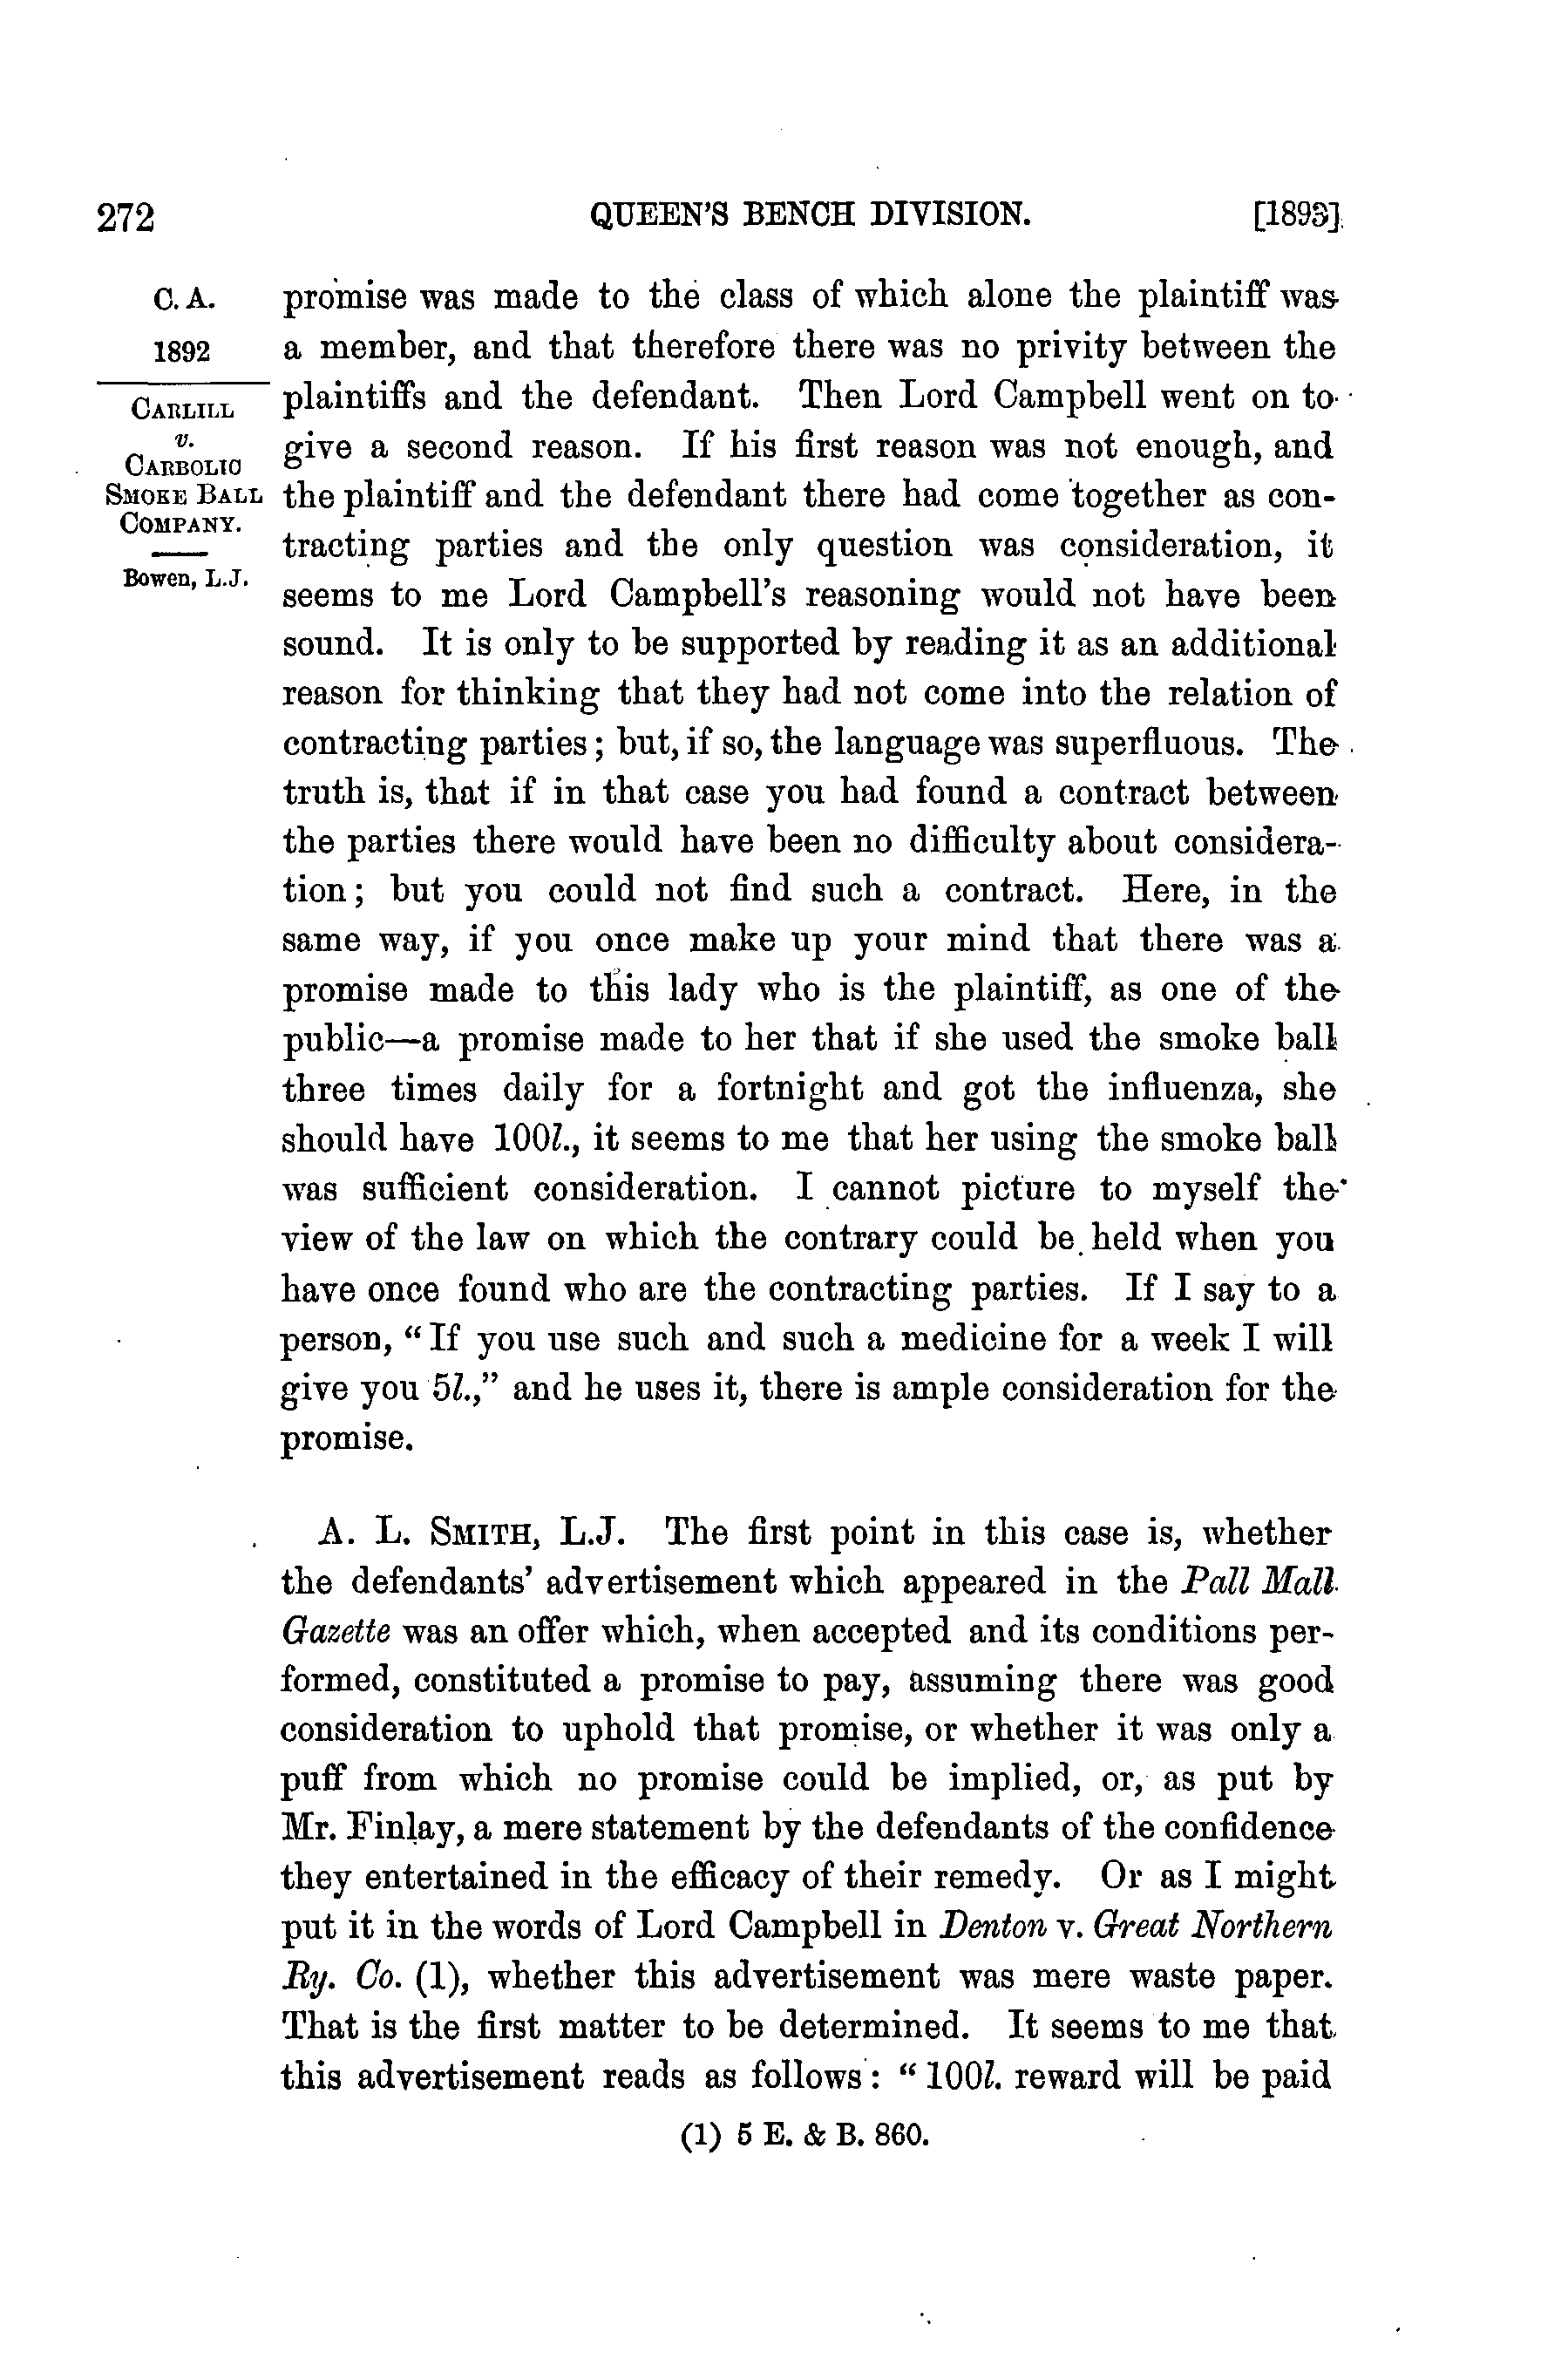 272 QUEEN'S BENCH DIVISION. [1893]
C. A.
1892
CARLILL
v.
CARBOLIC
SMOKE BALL
COMPANY.
Bowen, L.J.
promise was made to the class of which alone the plaintiff was
a member, and that therefore there was no privity between the
plaintiffs and the defendant. Then Lord Campbell went on to
give a second reason. If his first reason was not enough, and
the plaintiff and the defendant there had come together as con-
tracting parties and the only question was consideration, it
seems to me Lord Campbell's reasoning would not have been
sound. It is only to be supported by reading it as an additional
reason for thinking that they had not come into the relation of
contracting parties; but, if so, the language was superfluous. The
truth is, that if in that case you had found a contract between
the parties there would have been no difficulty about considera-
tion; but you could not find such a contract. Here, in the
same way, if you once make up your mind that there was a
promise made to this lady who is the plaintiff, as one of the
public—a promise made to her that if she used the smoke ball
three times daily for a fortnight and got the influenza, she
should have 100l., it seems to me that her using the smoke ball
was sufficient consideration. I cannot picture to myself the
view of the law on which the contrary could be held when you
have once found who are the contracting parties. If I say to a
person, "If you use such and such a medicine for a week I will
give you 5l.," and he uses it, there is ample consideration for the
promise.
A. L. SMITH, L.J. The first point in this case is, whether
the defendants' advertisement which appeared in the Pall Mall
Gazette was an offer which, when accepted and its conditions per-
formed, constituted a promise to pay, assuming there was good
consideration to uphold that promise, or whether it was only a
puff from which no promise could be implied, or, as put by
Mr. Finlay, a mere statement by the defendants of the confidence
they entertained in the efficacy of their remedy. Or as I might
put it in the words of Lord Campbell in Denton v. Great Northern
Ry. Co. (1), whether this advertisement was mere waste paper.
That is the first matter to be determined. It seems to me that
this advertisement reads as follows: "100l. reward will be paid
(1) 5 E. & B. 860.